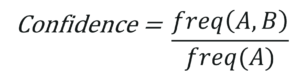 Confidence = freq(A, B) / freq(A)